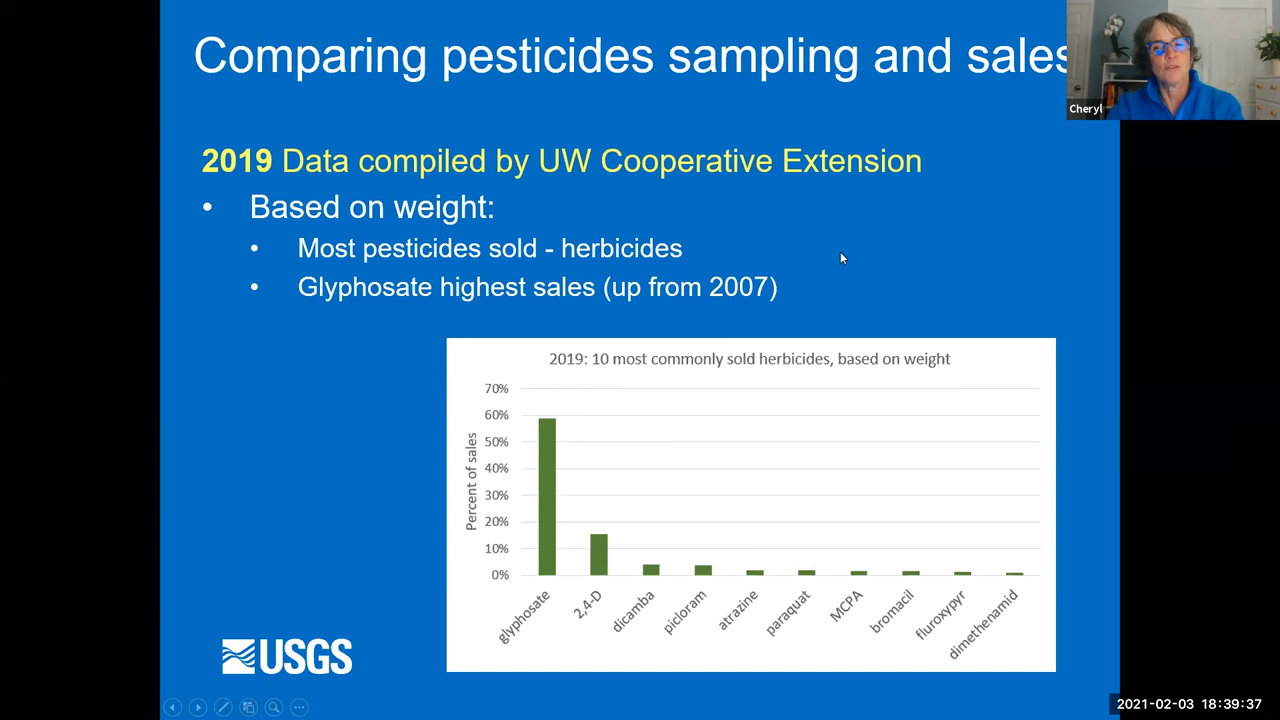 Comparing pesticides sampling and sales
Cheryl
2019 Data compiled by UW Cooperative Extension
• Based on weight:
• Most pesticides sold - herbicides
• Glyphosate highest sales (up from 2007)
2019: 10 most commonly sold herbicides, based on weight
Percent of sales
70%
60%
50%
40%
30%
20%
10%
0%
glyphosate
2,4-D
dicamba
picloram
atrazine
paraquat
MCPA
bromacil
fluroxypyr
dimethenamid
USGS
2021-02-03 18:39:37